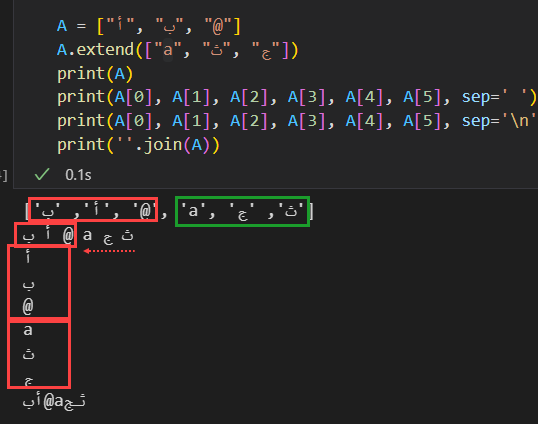 A = ["أ", "ب", "@"]
A.extend(["a", "ث", "ج"])
print(A)
print(A[0], A[1], A[2], A[3], A[4], A[5], sep=' ')
print(A[0], A[1], A[2], A[3], A[4], A[5], sep='\n'
print(''.join(A))
]
0.1s
['أ', 'ب', '@', 'a', 'ث', 'ج']
أ ب @ a ث ج
أ
ب
@
a
ث
ج
أب@aثج